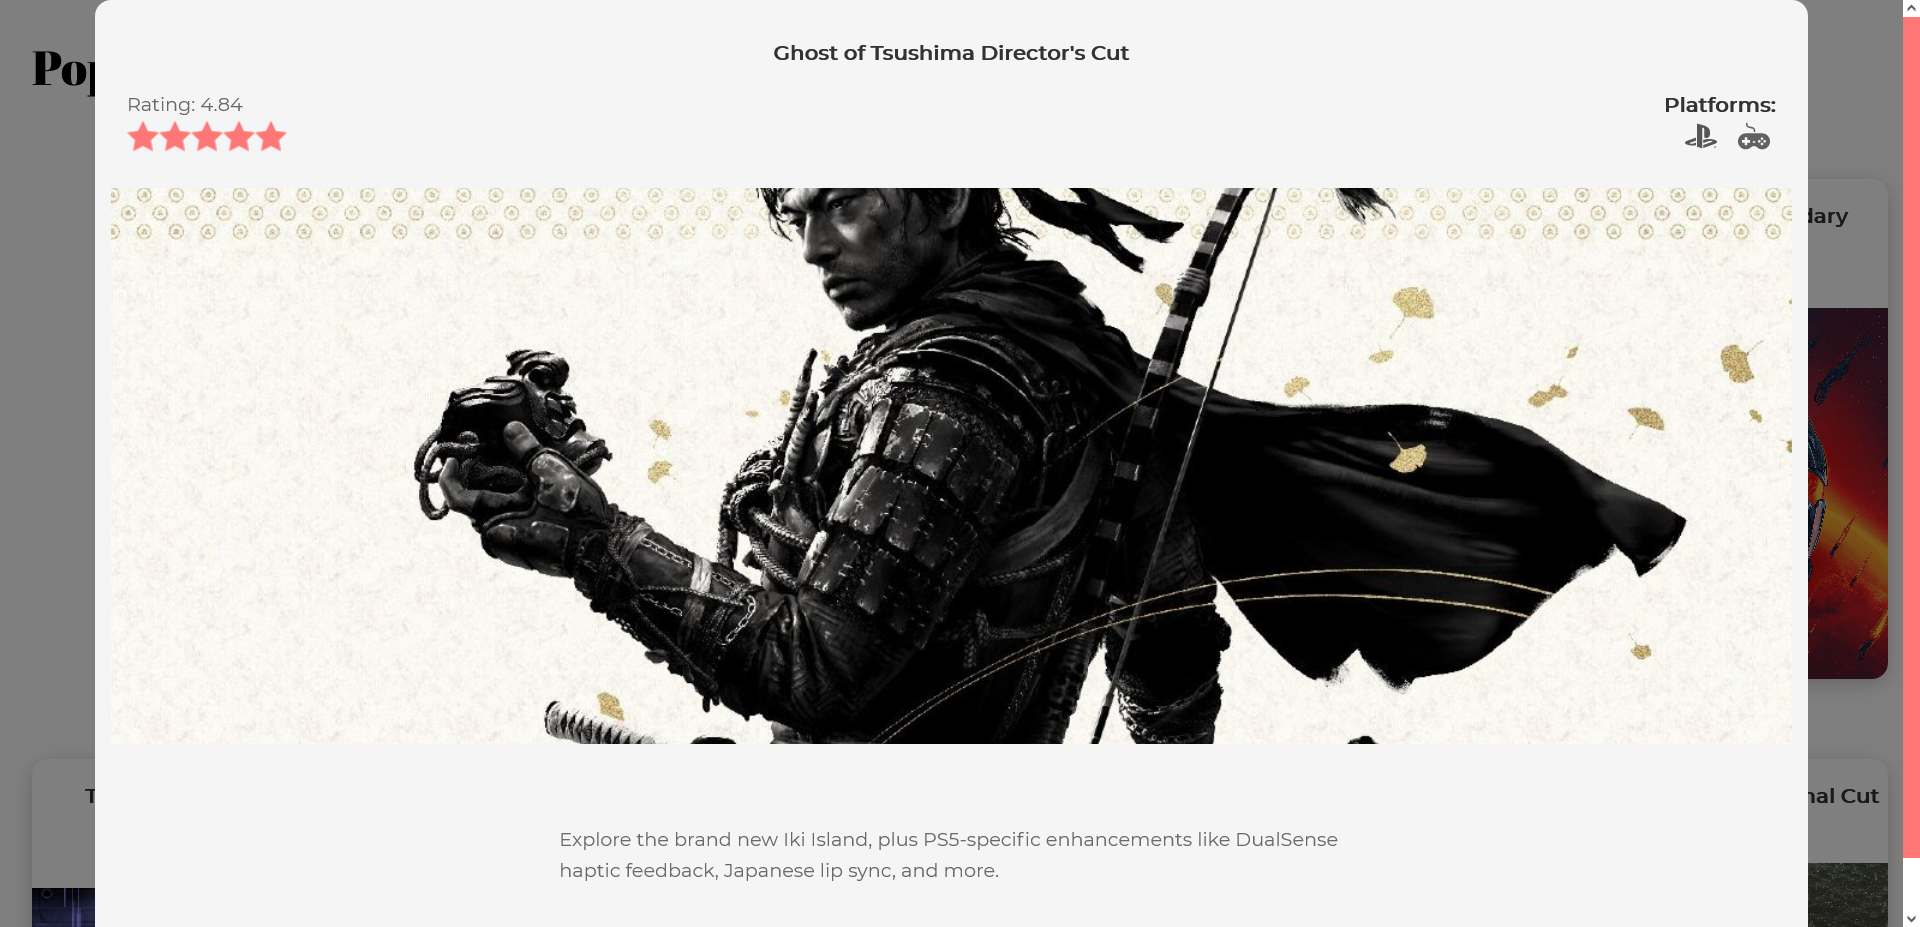 Pop
Ghost of Tsushima Director's Cut
Rating: 4.84
Platforms:
dary
T
nal Cut
Explore the brand new Iki Island, plus PS5-specific enhancements like DualSense
haptic feedback, Japanese lip sync, and more.